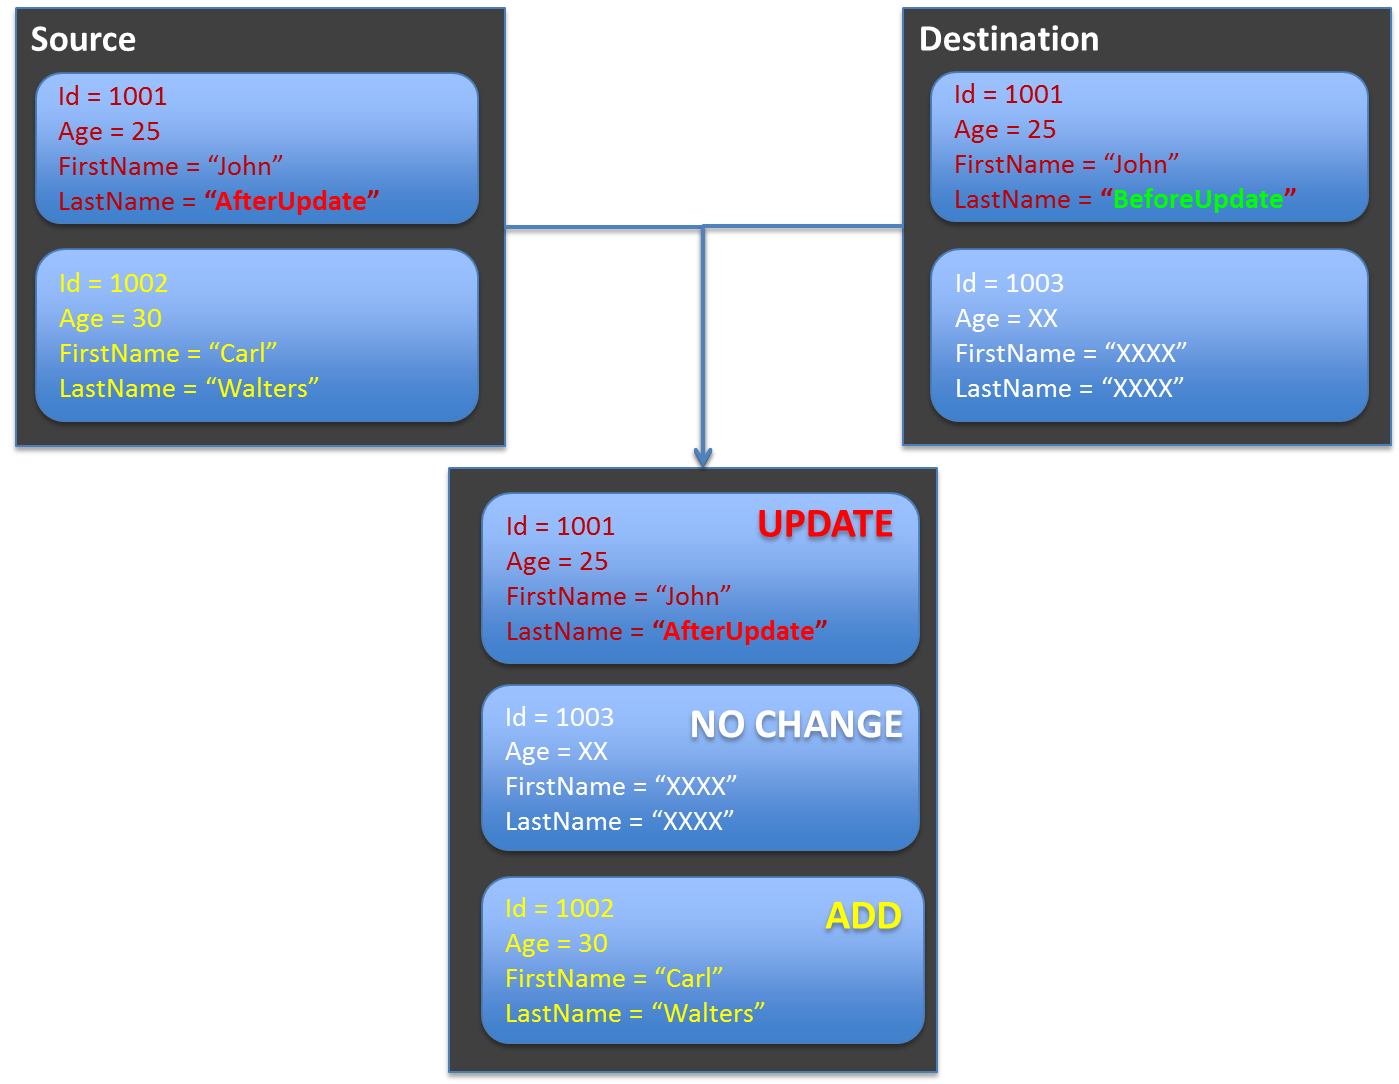 Source
Id = 1001
Age = 25
FirstName = “John”
LastName = “AfterUpdate”
Id = 1002
Age = 30
FirstName = “Carl”
LastName = “Walters”
Destination
Id = 1001
Age = 25
FirstName = “John”
LastName = “BeforeUpdate”
Id = 1003
Age = XX
FirstName = “XXXX”
LastName = “XXXX”
UPDATE
Id = 1001
Age = 25
FirstName = “John”
LastName = “AfterUpdate”
NO CHANGE
Id = 1003
Age = XX
FirstName = “XXXX”
LastName = “XXXX”
ADD
Id = 1002
Age = 30
FirstName = “Carl”
LastName = “Walters”